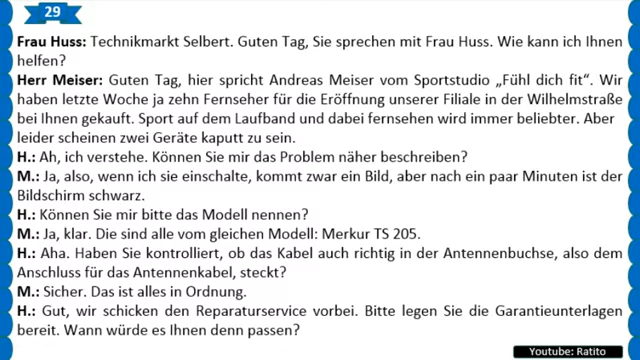 29
Frau Huss: Technikmarkt Selbert. Guten Tag, Sie sprechen mit Frau Huss. Wie kann ich Ihnen
helfen?
Herr Meiser: Guten Tag, hier spricht Andreas Meiser vom Sportstudio „Fühl dich fit“. Wir
haben letzte Woche ja zehn Fernseher für die Eröffnung unserer Filiale in der Wilhelmstraße
bei Ihnen gekauft. Sport auf dem Laufband und dabei fernsehen wird immer beliebter. Aber
leider scheinen zwei Geräte kaputt zu sein.
H.: Ah, ich verstehe. Können Sie mir das Problem näher beschreiben?
M.: Ja, also, wenn ich sie einschalte, kommt zwar ein Bild, aber nach ein paar Minuten ist der
Bildschirm schwarz.
H.: Können Sie mir bitte das Modell nennen?
M.: Ja, klar. Die sind alle vom gleichen Modell: Merkur TS 205.
H.: Aha. Haben Sie kontrolliert, ob das Kabel auch richtig in der Antennenbuchse, also dem
Anschluss für das Antennenkabel, steckt?
M.: Sicher. Das ist alles in Ordnung.
H.: Gut, wir schicken den Reparaturservice vorbei. Bitte legen Sie die Garantieunterlagen
bereit. Wann würde es Ihnen denn passen?
Youtube: Ratito